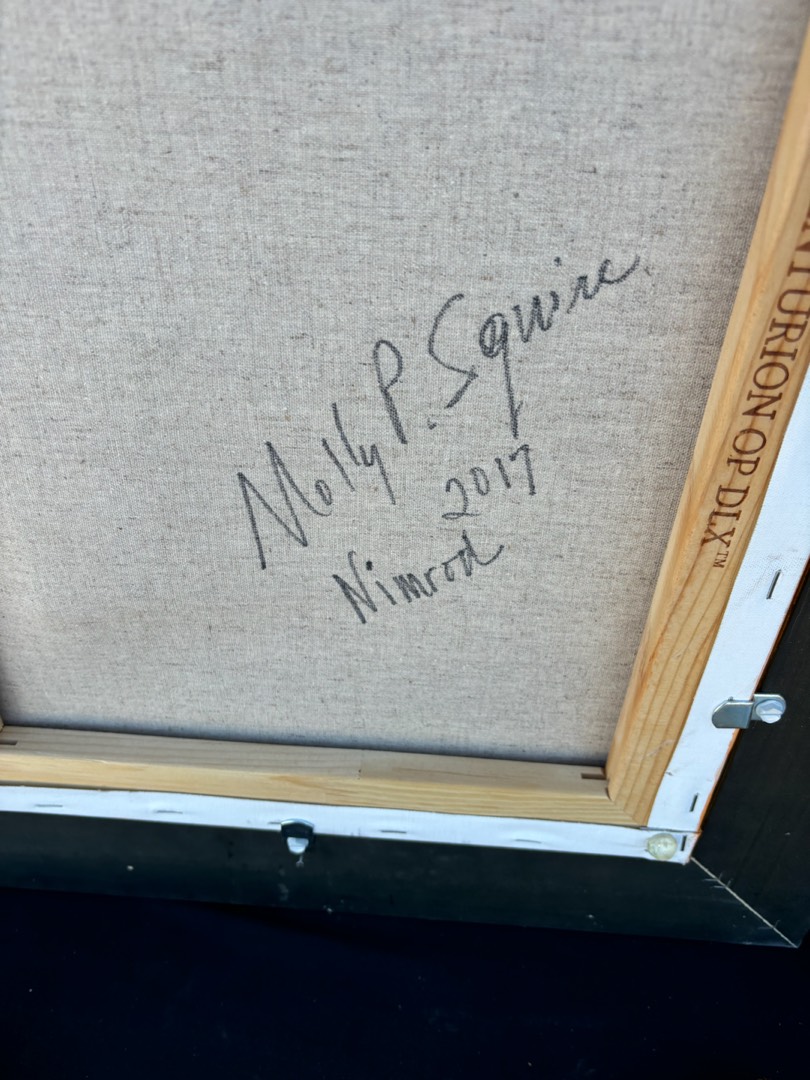 Molly P. Squire
2017
Nimrod
NTURION OP DLX™